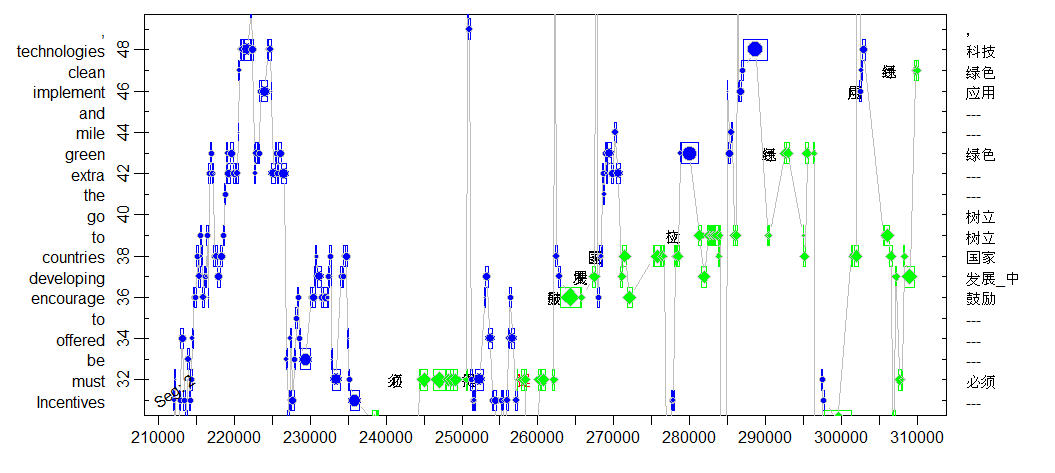 , ,
technologies 48 科技
clean 绿色
implement 46 应用
and ---
mile 44 ---
green 绿色
extra 42 ---
the ---
go 40 树立
to 树立
countries 38 国家
developing 发展_中
encourage 36 鼓励
to ---
offered 34 ---
be ---
must 32 必须
Incentives ---
210000 220000 230000 240000 250000 260000 270000 280000 290000 300000 310000